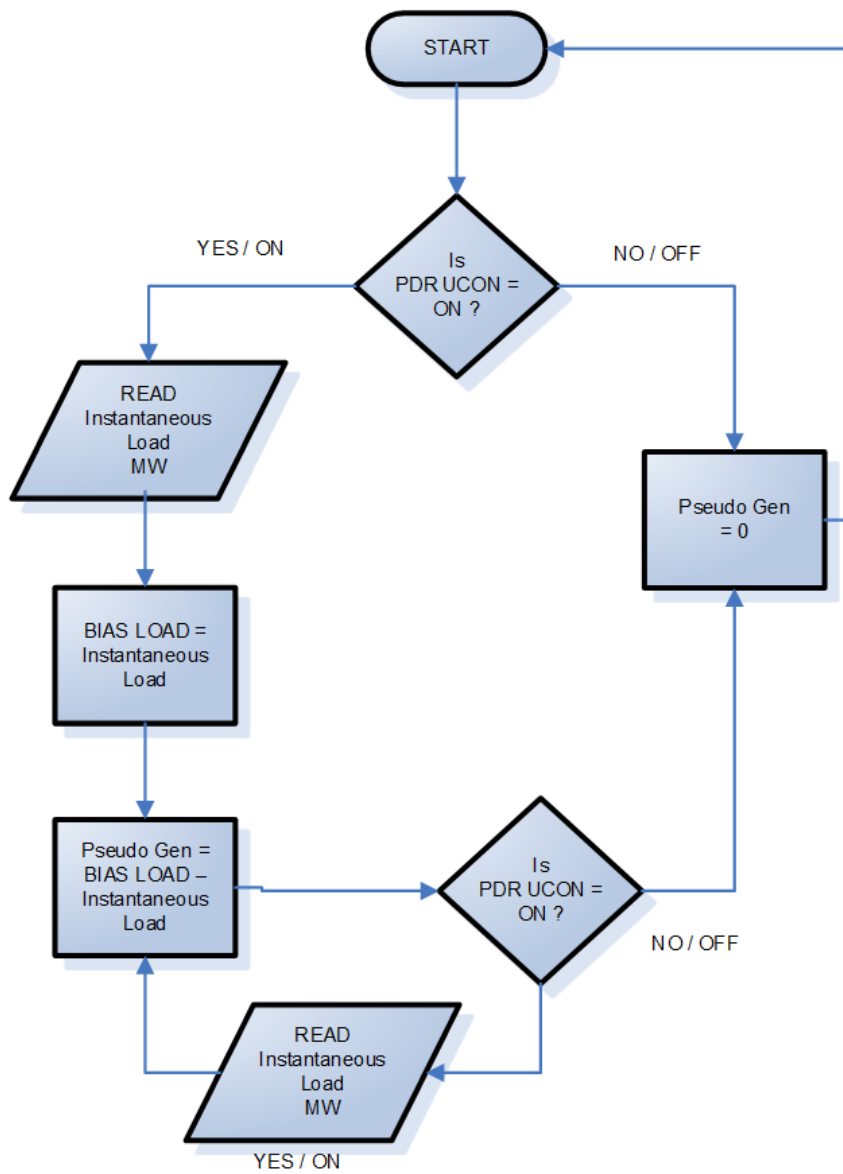 START
YES / ON
NO / OFF
Is
PDR UCON =
ON ?
READ
Instantaneous
Load
MW
Pseudo Gen
= 0
BIAS LOAD =
Instantaneous
Load
Pseudo Gen =
BIAS LOAD –
Instantaneous
Load
Is
PDR UCON =
ON ?
NO / OFF
READ
Instantaneous
Load
MW
YES / ON